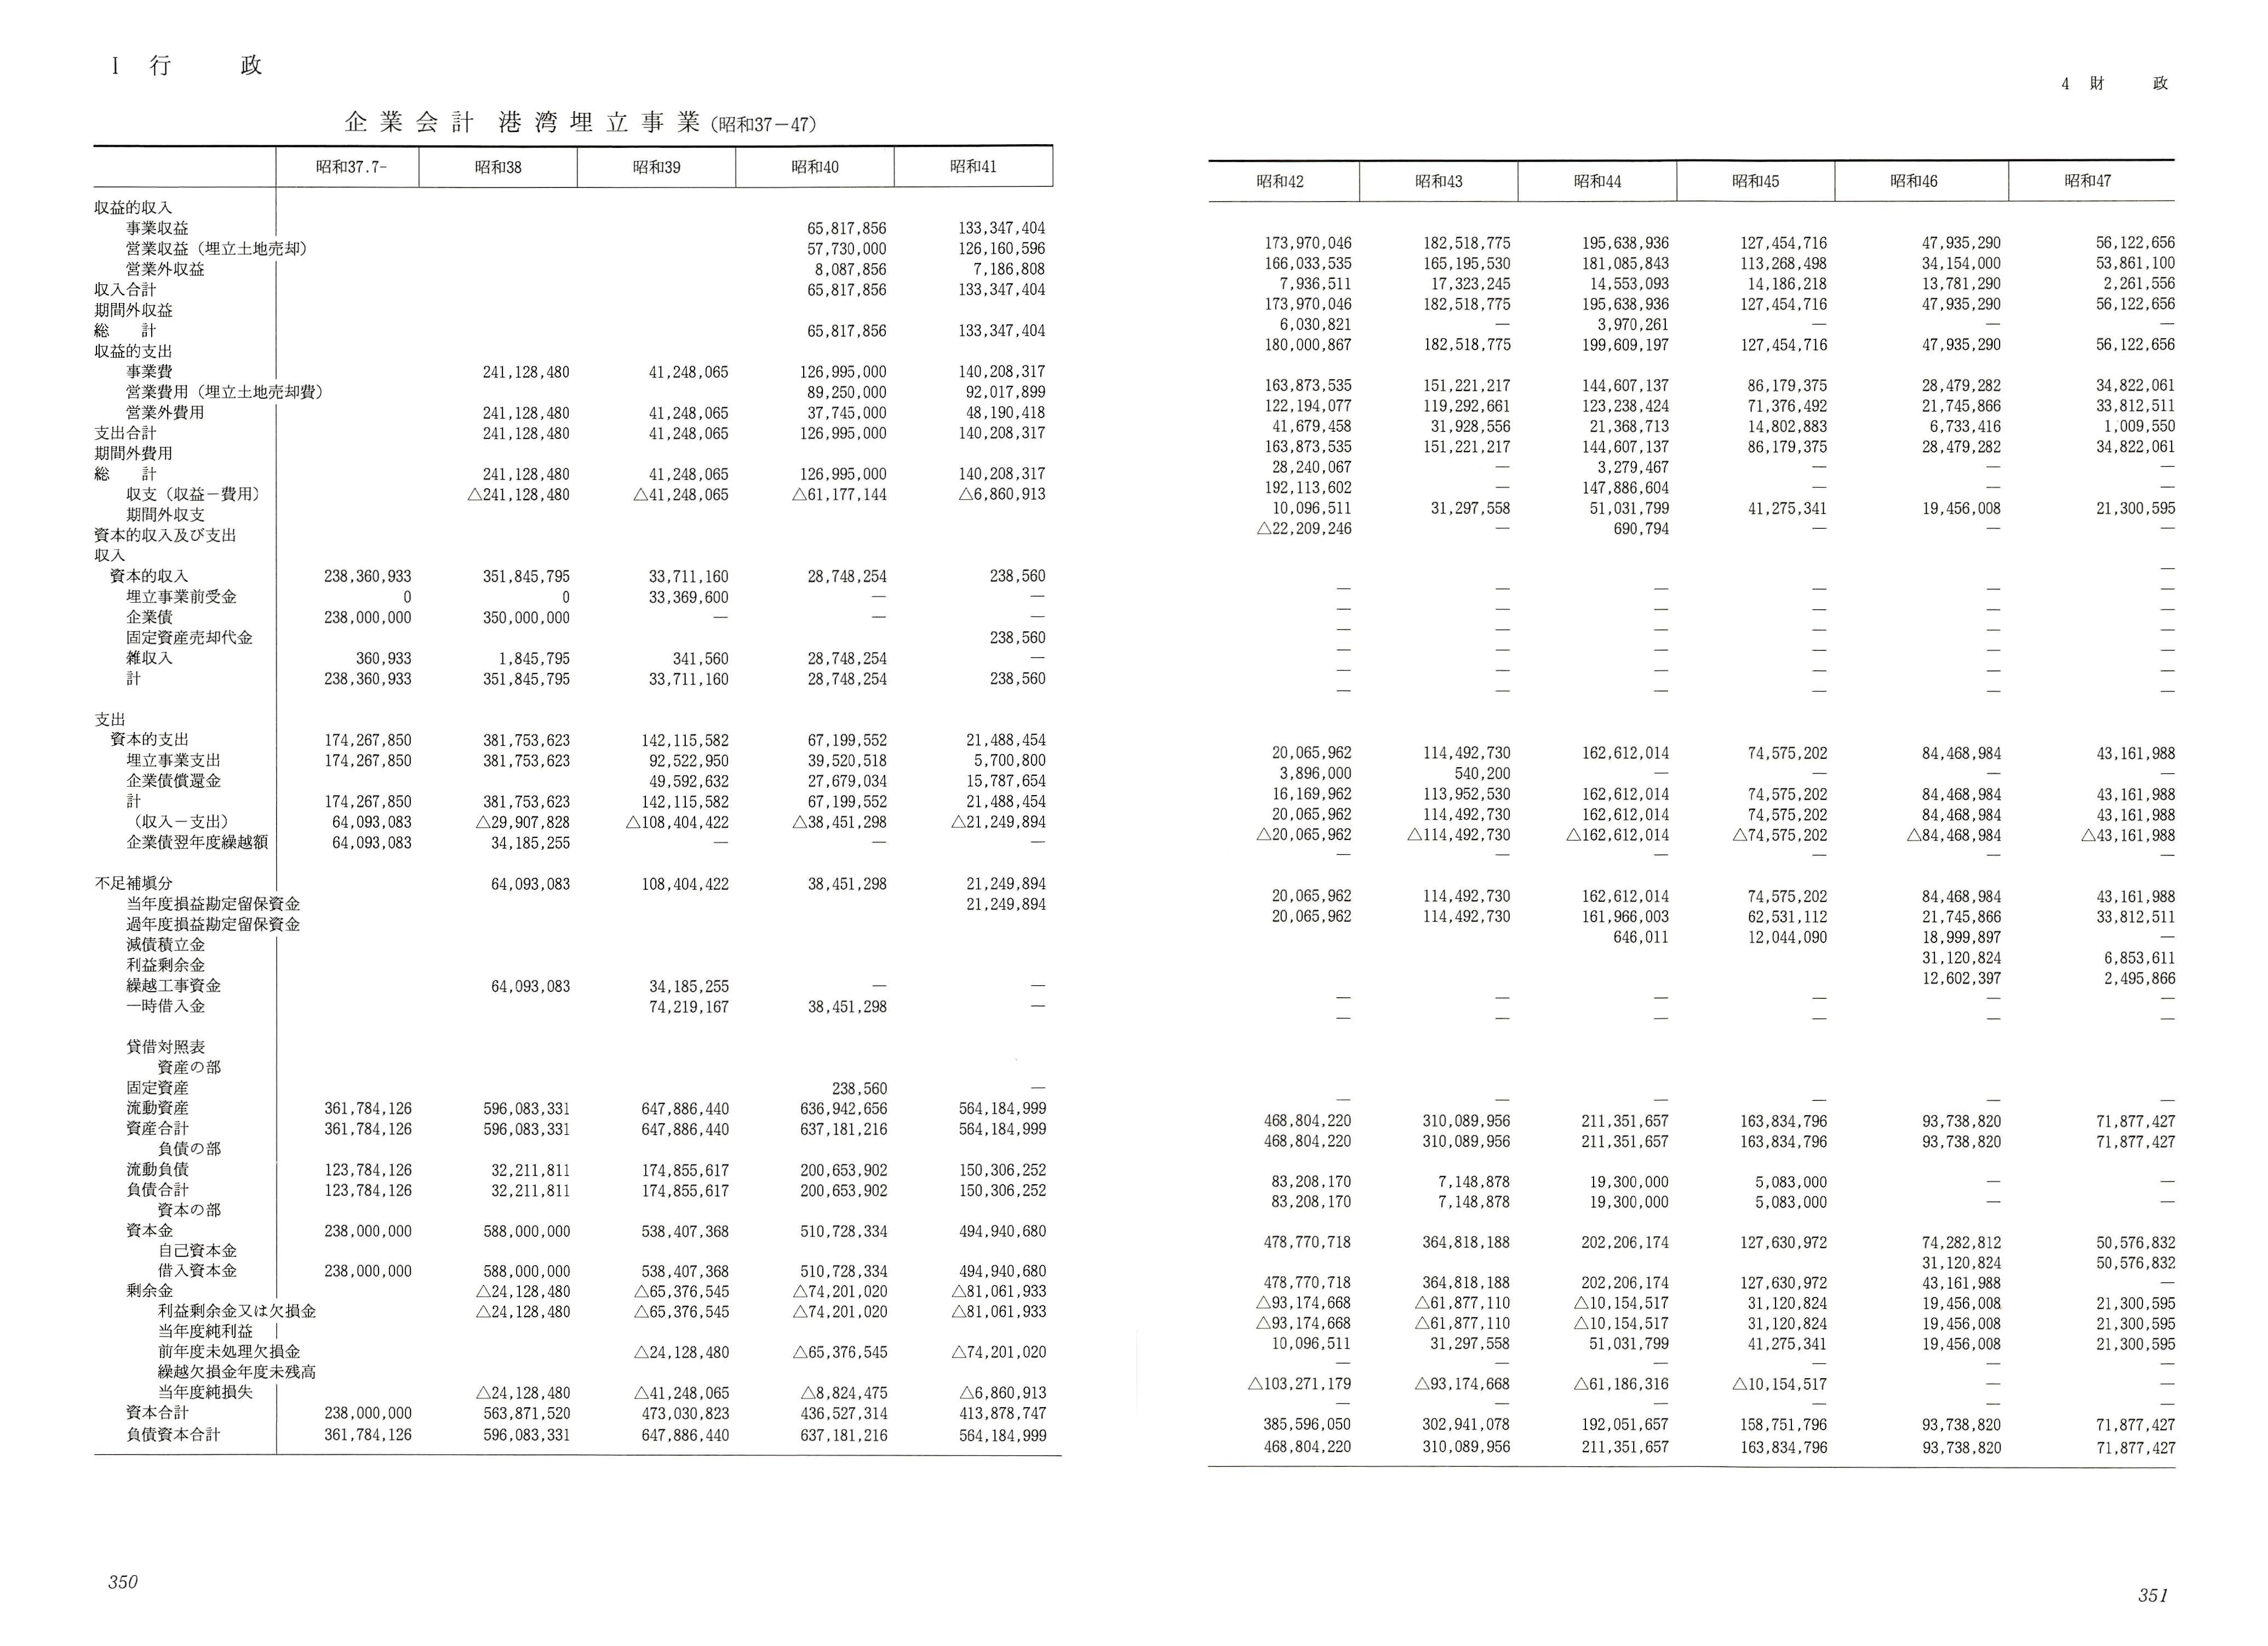 Ⅰ 行 政
企業会計 港湾埋立事業(昭和37－47)
昭和37.7- 昭和38 昭和39 昭和40 昭和41
収益的収入
事業収益 65,817,856 133,347,404
営業収益（埋立土地売却） 57,730,000 126,160,596
営業外収益 8,087,856 7,186,808
収入合計 65,817,856 133,347,404
期間外収益
総 計 65,817,856 133,347,404
収益的支出
事業費 241,128,480 41,248,065 126,995,000 140,208,317
営業費用（埋立土地売却費） 89,250,000 92,017,899
営業外費用 241,128,480 41,248,065 37,745,000 48,190,418
支出合計 241,128,480 41,248,065 126,995,000 140,208,317
期間外費用
総 計 241,128,480 41,248,065 126,995,000 140,208,317
収支（収益－費用） △241,128,480 △41,248,065 △61,177,144 △6,860,913
期間外収支
資本的収入及び支出
収入
資本的収入 238,360,933 351,845,795 33,711,160 28,748,254 238,560
埋立事業前受金 0 0 33,369,600 — —
企業債 238,000,000 350,000,000 — — —
固定資産売却代金 238,560
雑収入 360,933 1,845,795 341,560 28,748,254 —
計 238,360,933 351,845,795 33,711,160 28,748,254 238,560
支出
資本的支出 174,267,850 381,753,623 142,115,582 67,199,552 21,488,454
埋立事業支出 174,267,850 381,753,623 92,522,950 39,520,518 5,700,800
企業債償還金 49,592,632 27,679,034 15,787,654
計 174,267,850 381,753,623 142,115,582 67,199,552 21,488,454
（収入－支出） 64,093,083 △29,907,828 △108,404,422 △38,451,298 △21,249,894
企業債翌年度繰越額 64,093,083 34,185,255 — — —
不足補塡分 64,093,083 108,404,422 38,451,298 21,249,894
当年度損益勘定留保資金 21,249,894
過年度損益勘定留保資金
減債積立金
利益剰余金
繰越工事資金 64,093,083 34,185,255 — —
一時借入金 74,219,167 38,451,298 —
貸借対照表
資産の部
固定資産 238,560 —
流動資産 361,784,126 596,083,331 647,886,440 636,942,656 564,184,999
資産合計 361,784,126 596,083,331 647,886,440 637,181,216 564,184,999
負債の部
流動負債 123,784,126 32,211,811 174,855,617 200,653,902 150,306,252
負債合計 123,784,126 32,211,811 174,855,617 200,653,902 150,306,252
資本の部
資本金 238,000,000 588,000,000 538,407,368 510,728,334 494,940,680
自己資本金
借入資本金 238,000,000 588,000,000 538,407,368 510,728,334 494,940,680
剰余金 △24,128,480 △65,376,545 △74,201,020 △81,061,933
利益剰余金又は欠損金 △24,128,480 △65,376,545 △74,201,020 △81,061,933
当年度純利益
前年度未処理欠損金 △24,128,480 △65,376,545 △74,201,020
繰越欠損金年度未残高
当年度純損失 △24,128,480 △41,248,065 △8,824,475 △6,860,913
資本合計 238,000,000 563,871,520 473,030,823 436,527,314 413,878,747
負債資本合計 361,784,126 596,083,331 647,886,440 637,181,216 564,184,999
350
4 財 政
昭和42 昭和43 昭和44 昭和45 昭和46 昭和47
173,970,046 182,518,775 195,638,936 127,454,716 47,935,290 56,122,656
166,033,535 165,195,530 181,085,843 113,268,498 34,154,000 53,861,100
7,936,511 17,323,245 14,553,093 14,186,218 13,781,290 2,261,556
173,970,046 182,518,775 195,638,936 127,454,716 47,935,290 56,122,656
6,030,821 — 3,970,261 — — —
180,000,867 182,518,775 199,609,197 127,454,716 47,935,290 56,122,656
163,873,535 151,221,217 144,607,137 86,179,375 28,479,282 34,822,061
122,194,077 119,292,661 123,238,424 71,376,492 21,745,866 33,812,511
41,679,458 31,928,556 21,368,713 14,802,883 6,733,416 1,009,550
163,873,535 151,221,217 144,607,137 86,179,375 28,479,282 34,822,061
28,240,067 — 3,279,467 — — —
192,113,602 — 147,886,604 — — —
10,096,511 31,297,558 51,031,799 41,275,341 19,456,008 21,300,595
△22,209,246 — 690,794 — — —
—
— — — — — —
— — — — — —
— — — — — —
— — — — — —
— — — — — —
— — — — — —
20,065,962 114,492,730 162,612,014 74,575,202 84,468,984 43,161,988
3,896,000 540,200 — — — —
16,169,962 113,952,530 162,612,014 74,575,202 84,468,984 43,161,988
20,065,962 114,492,730 162,612,014 74,575,202 84,468,984 43,161,988
△20,065,962 △114,492,730 △162,612,014 △74,575,202 △84,468,984 △43,161,988
— — — — — —
20,065,962 114,492,730 162,612,014 74,575,202 84,468,984 43,161,988
20,065,962 114,492,730 161,966,003 62,531,112 21,745,866 33,812,511
646,011 12,044,090 18,999,897 —
31,120,824 6,853,611
12,602,397 2,495,866
— — — — — —
— — — — — —
— — — — — —
468,804,220 310,089,956 211,351,657 163,834,796 93,738,820 71,877,427
468,804,220 310,089,956 211,351,657 163,834,796 93,738,820 71,877,427
83,208,170 7,148,878 19,300,000 5,083,000 — —
83,208,170 7,148,878 19,300,000 5,083,000 — —
478,770,718 364,818,188 202,206,174 127,630,972 74,282,812 50,576,832
31,120,824 50,576,832
478,770,718 364,818,188 202,206,174 127,630,972 43,161,988 —
△93,174,668 △61,877,110 △10,154,517 31,120,824 19,456,008 21,300,595
△93,174,668 △61,877,110 △10,154,517 31,120,824 19,456,008 21,300,595
10,096,511 31,297,558 51,031,799 41,275,341 19,456,008 21,300,595
— — — — — —
△103,271,179 △93,174,668 △61,186,316 △10,154,517 — —
— — — — — —
385,596,050 302,941,078 192,051,657 158,751,796 93,738,820 71,877,427
468,804,220 310,089,956 211,351,657 163,834,796 93,738,820 71,877,427
351